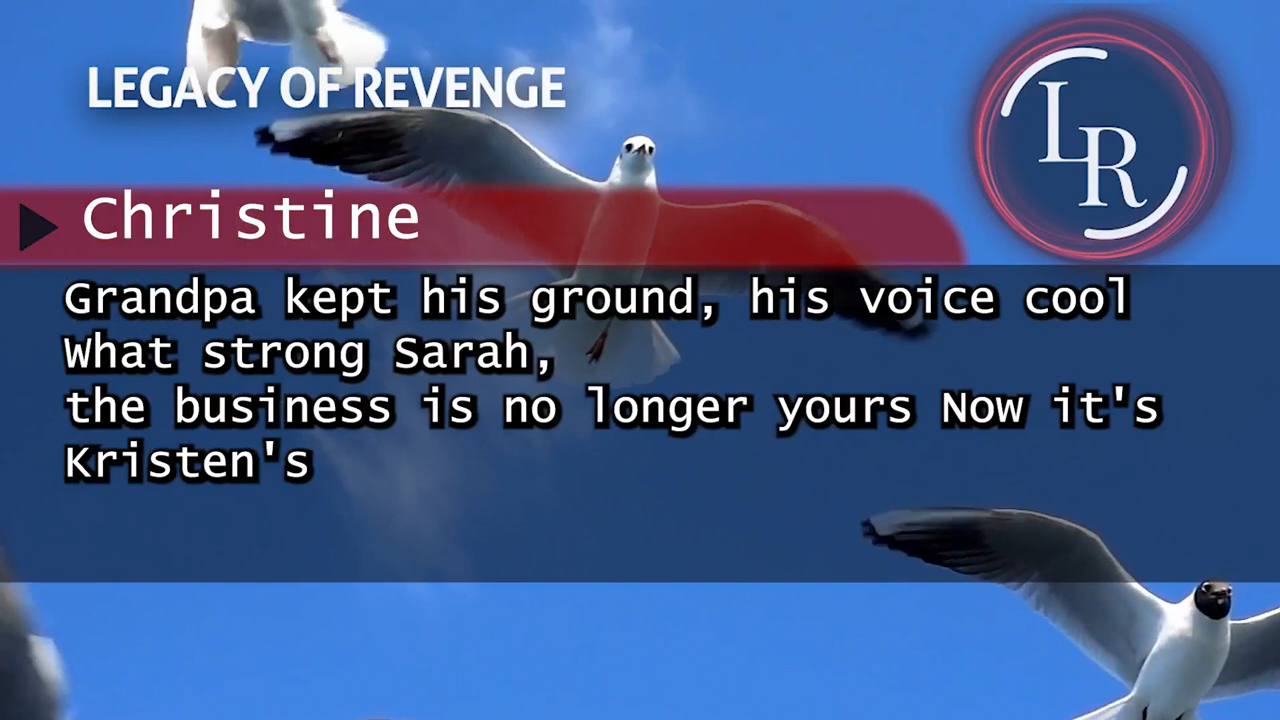 LEGACY OF REVENGE
LR
Christine
Grandpa kept his ground, his voice cool
What strong Sarah,
the business is no longer yours Now it's
Kristen's